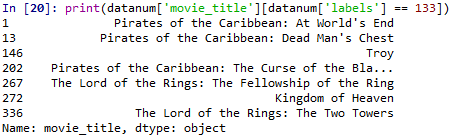 In [20]: print(datanum['movie_title'][datanum['labels'] == 133])
1 Pirates of the Caribbean: At World's End
13 Pirates of the Caribbean: Dead Man's Chest
146 Troy
202 Pirates of the Caribbean: The Curse of the Bla...
267 The Lord of the Rings: The Fellowship of the Ring
272 Kingdom of Heaven
336 The Lord of the Rings: The Two Towers
Name: movie_title, dtype: object